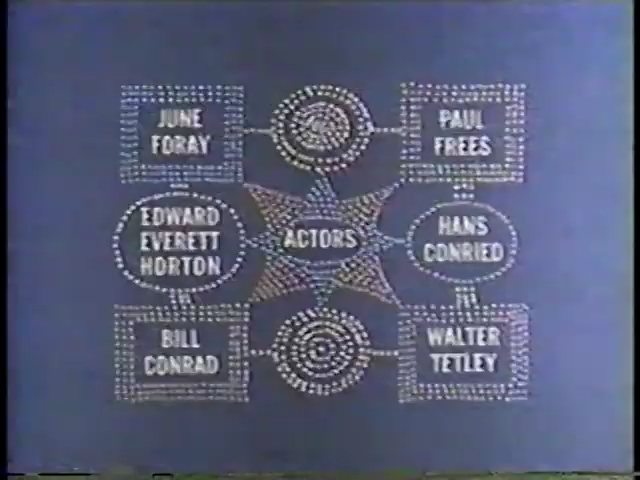 JUNE
FORAY
PAUL
FREES
EDWARD
EVERETT
HORTON
ACTORS
HANS
CONRIED
BILL
CONRAD
WALTER
TETLEY